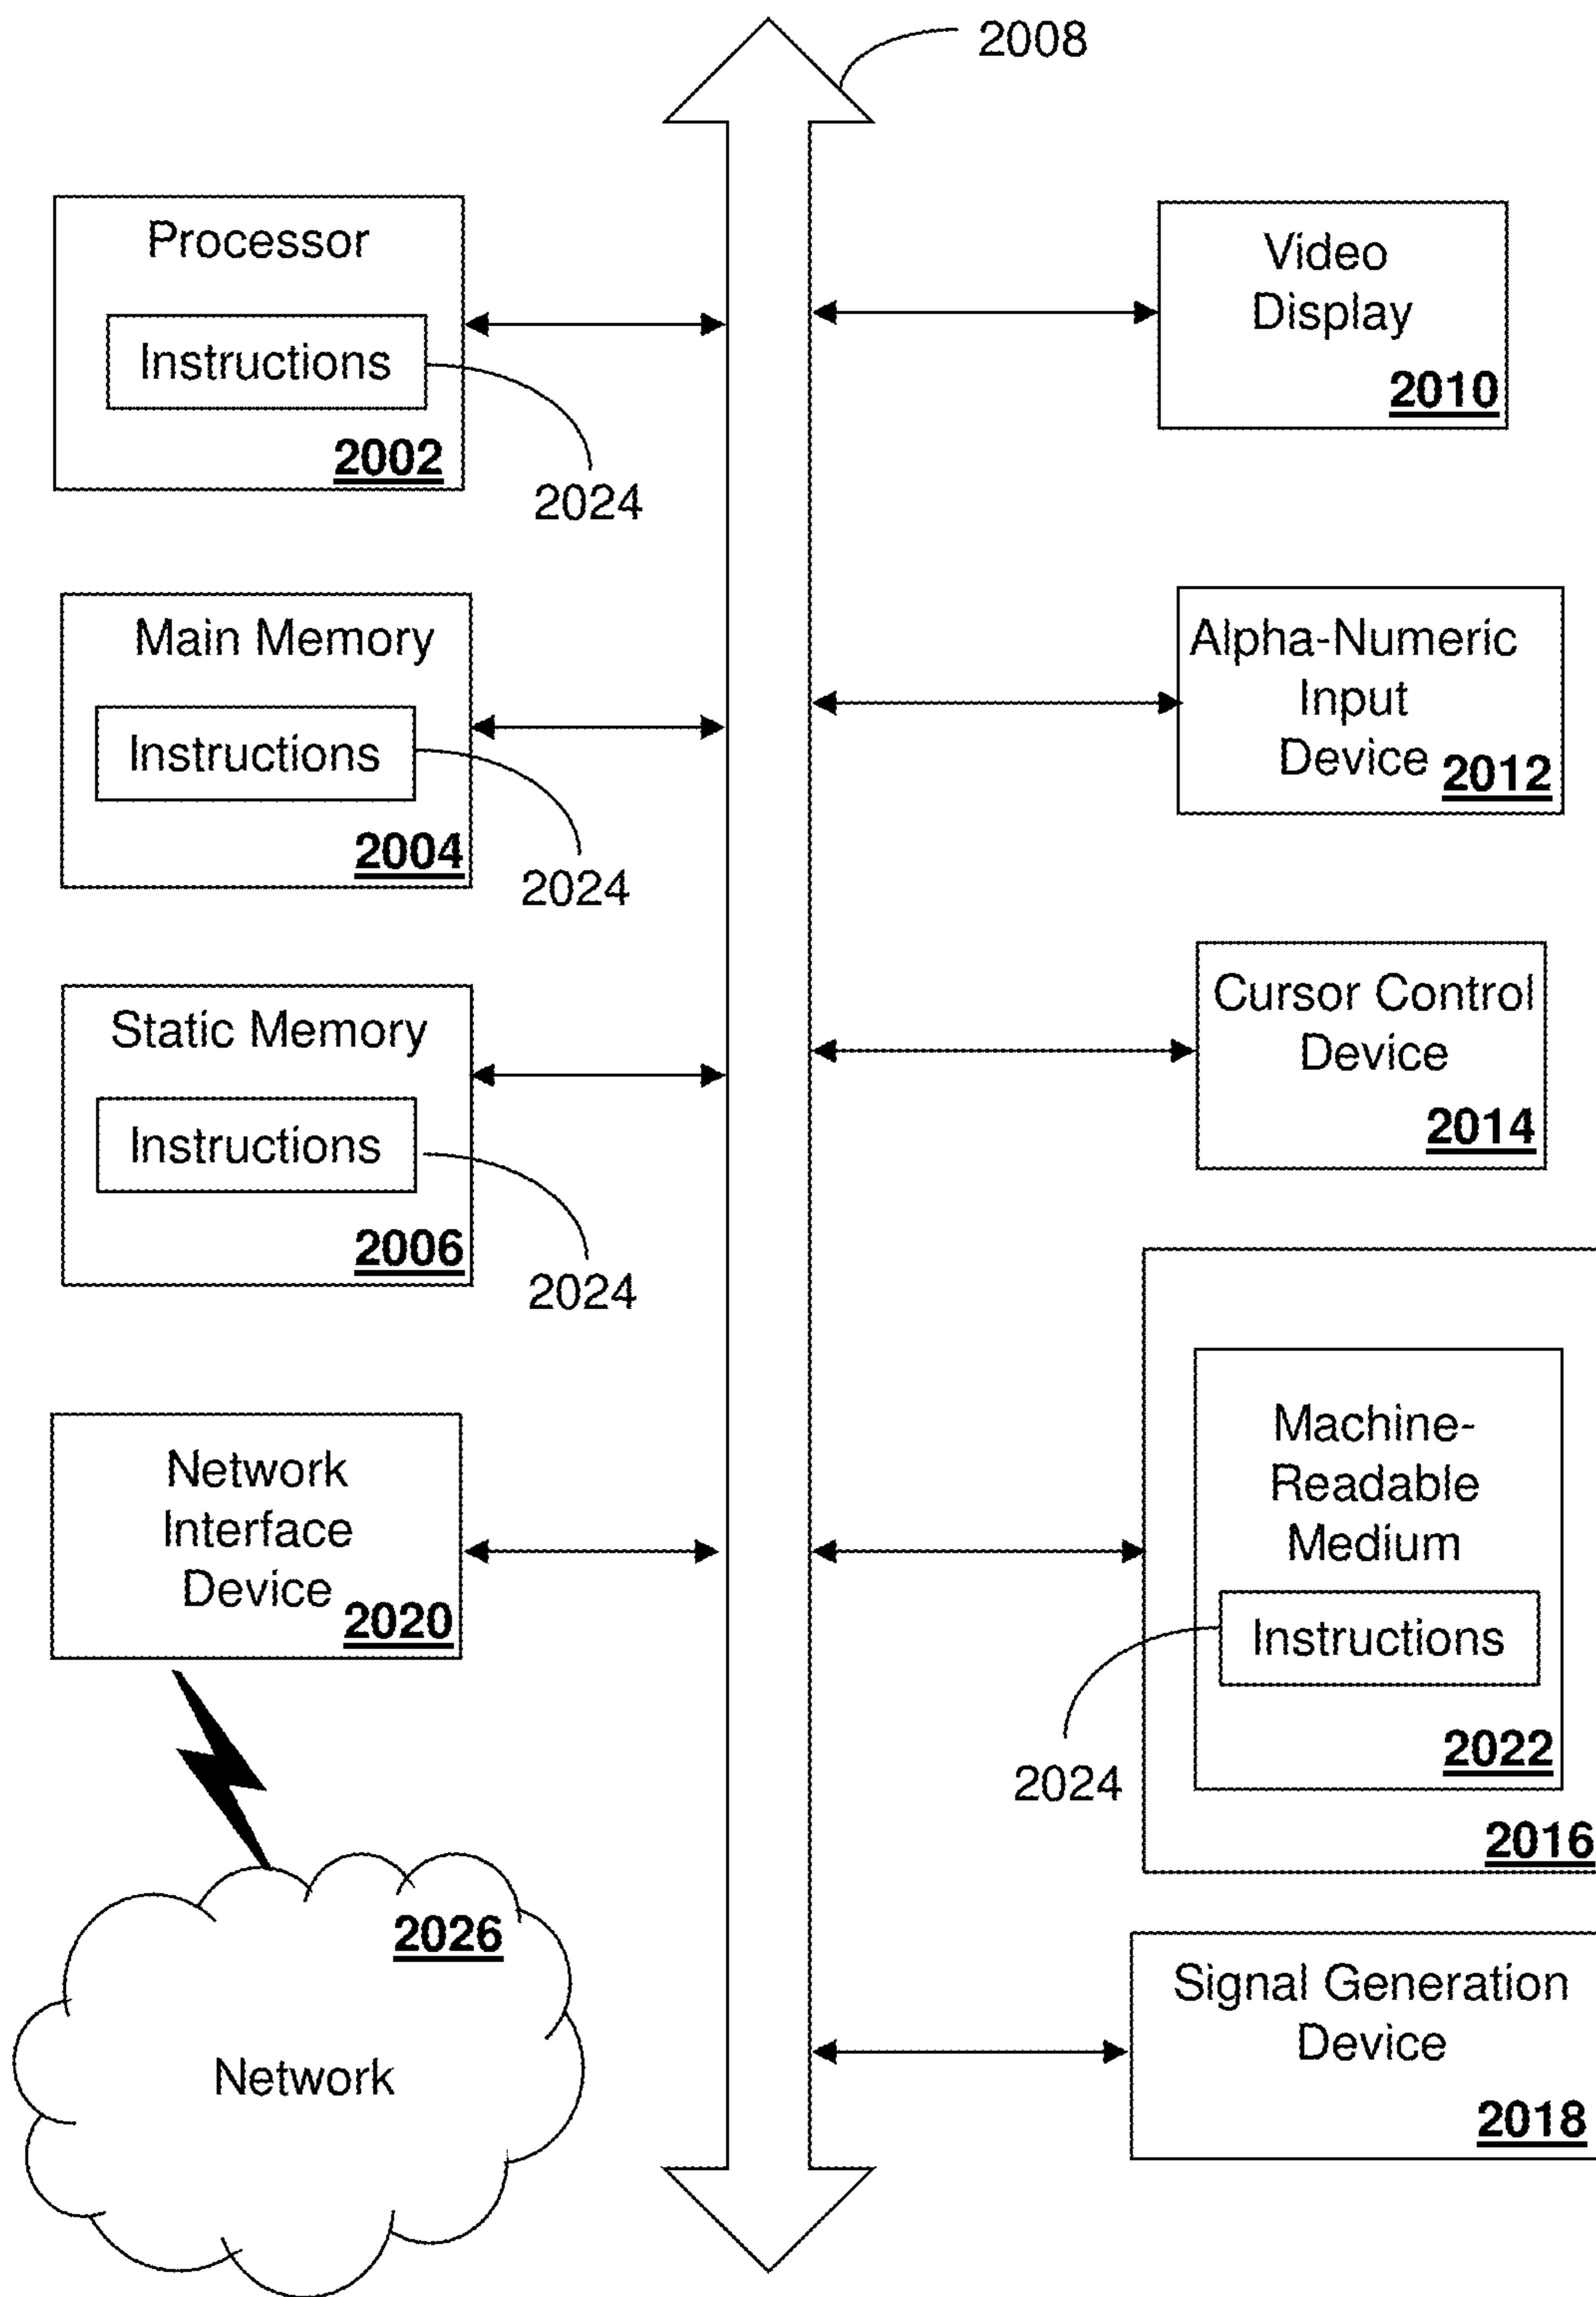 2008
Processor
Instructions
2002
2024
Main Memory
Instructions
2004
2024
Static Memory
Instructions
2006
2024
Network
Interface
Device
2020
2026
Network
Video
Display
2010
Alpha-Numeric
Input
Device
2012
Cursor Control
Device
2014
Machine-
Readable
Medium
Instructions
2022
2024
2016
Signal Generation
Device
2018